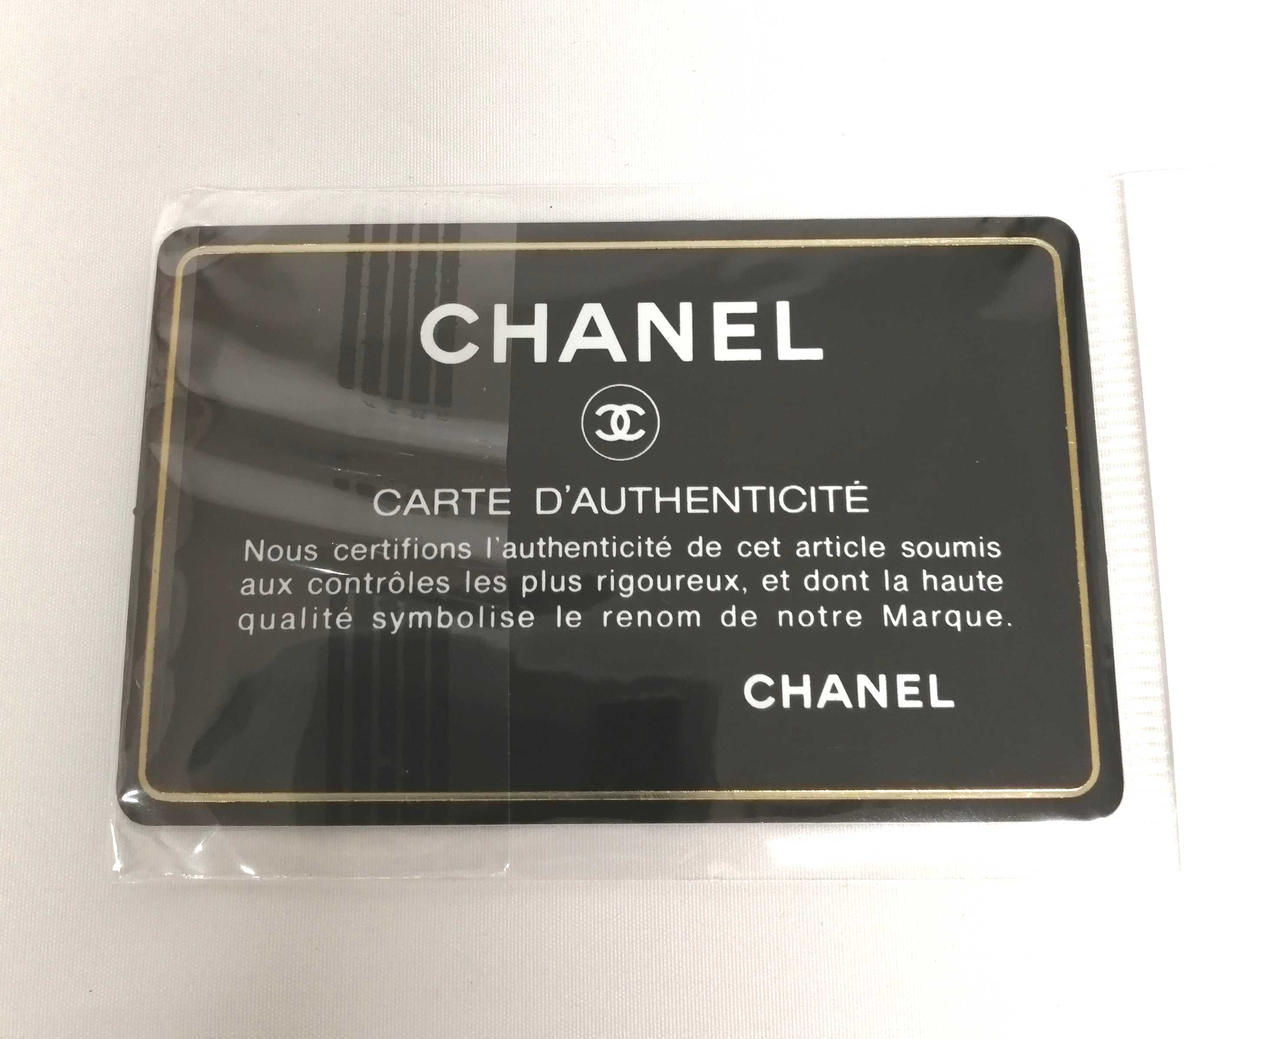 CHANEL
CARTE D'AUTHENTICITÉ
Nous certifions l'authenticité de cet article soumis
aux contrôles les plus rigoureux, et dont la haute
qualité symbolise le renom de notre Marque.
CHANEL